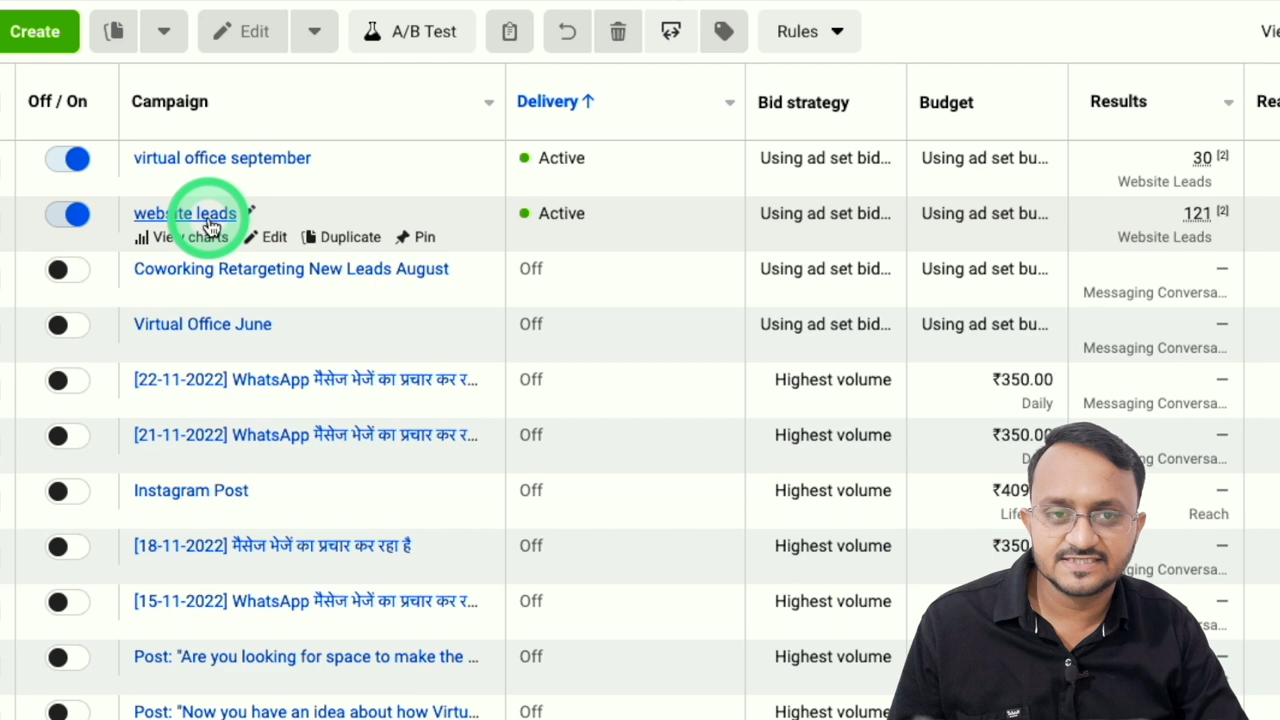 Create Edit A/B Test Rules Vie
Off / On Campaign Delivery ↑ Bid strategy Budget Results Rea
virtual office september Active Using ad set bid... Using ad set bu... 30 [2]
Website Leads
website leads Active Using ad set bid... Using ad set bu... 121 [2]
View charts Edit Duplicate Pin Website Leads
Coworking Retargeting New Leads August Off Using ad set bid... Using ad set bu... —
Messaging Conversa...
Virtual Office June Off Using ad set bid... Using ad set bu... —
Messaging Conversa...
[22-11-2022] WhatsApp मैसेज भेजें का प्रचार कर र... Off Highest volume ₹350.00 —
Daily Messaging Conversa...
[21-11-2022] WhatsApp मैसेज भेजें का प्रचार कर र... Off Highest volume ₹350.00 —
Conversa...
Instagram Post Off Highest volume ₹409 —
Reach
[18-11-2022] मैसेज भेजें का प्रचार कर रहा है Off Highest volume ₹350 —
Conversa...
[15-11-2022] WhatsApp मैसेज भेजें का प्रचार कर र... Off Highest volume —
Post: "Are you looking for space to make the ... Off Highest volume
Post: "Now you have an idea about how Virtu... Off Highest volume